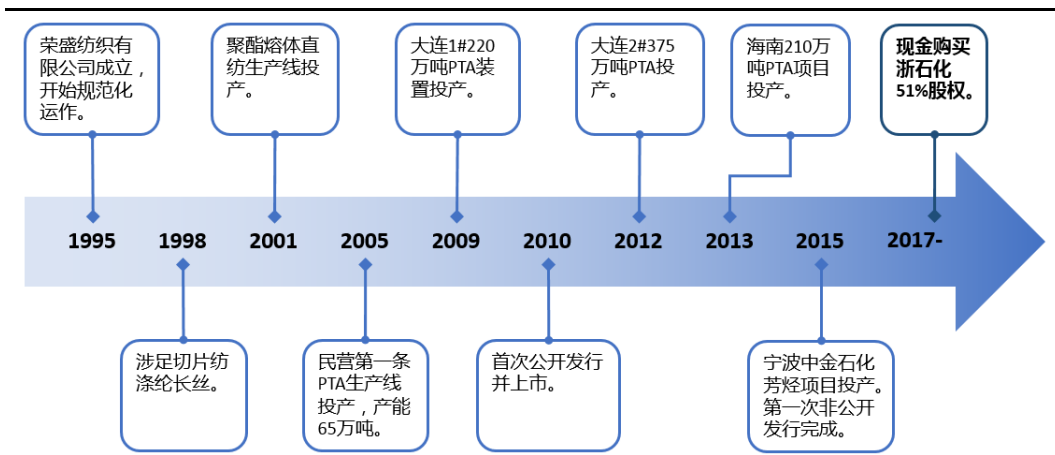 荣盛纺织有
限公司成立，
开始规范化
运作。
聚酯熔体直
纺生产线投
产。
大连1#220
万吨PTA装
置投产。
大连2#375
万吨PTA投
产。
海南210万
吨PTA项目
投产。
现金购买
浙石化
51%股权。
1995 1998 2001 2005 2009 2010 2012 2013 2015 2017-
涉足切片纺
涤纶长丝。
民营第一条
PTA生产线
投产，产能
65万吨。
首次公开发行
并上市。
宁波中金石化
芳烃项目投产。
第一次非公开
发行完成。